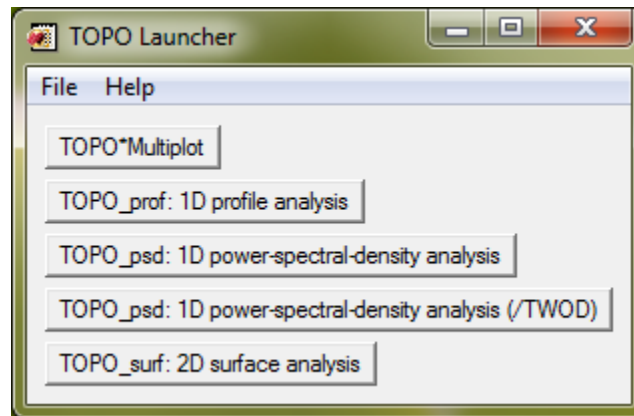 TOPO Launcher
File Help
TOPO*Multiplot
TOPO_prof: 1D profile analysis
TOPO_psd: 1D power-spectral-density analysis
TOPO_psd: 1D power-spectral-density analysis (/TWOD)
TOPO_surf: 2D surface analysis